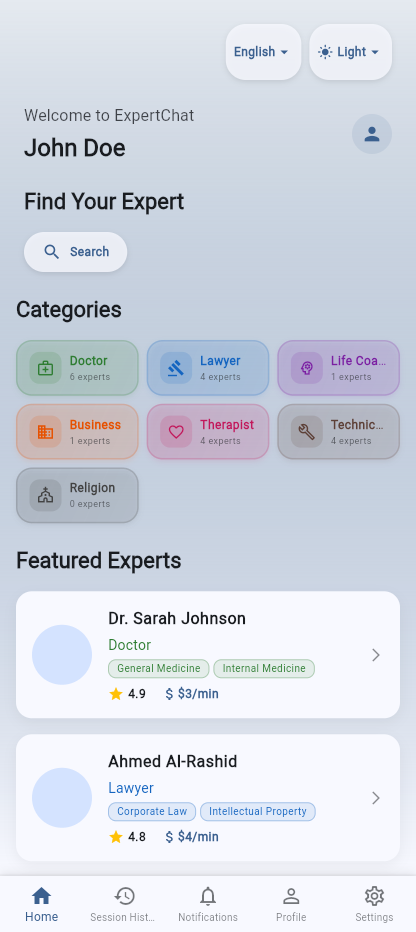 English
Light
Welcome to ExpertChat
John Doe
Find Your Expert
Search
Categories
Doctor
6 experts
Lawyer
4 experts
Life Coa...
1 experts
Business
1 experts
Therapist
4 experts
Technic...
4 experts
Religion
0 experts
Featured Experts
Dr. Sarah Johnson
Doctor
General Medicine Internal Medicine
4.9 $ $3/min
Ahmed Al-Rashid
Lawyer
Corporate Law Intellectual Property
4.8 $ $4/min
Home
Session Hist...
Notifications
Profile
Settings